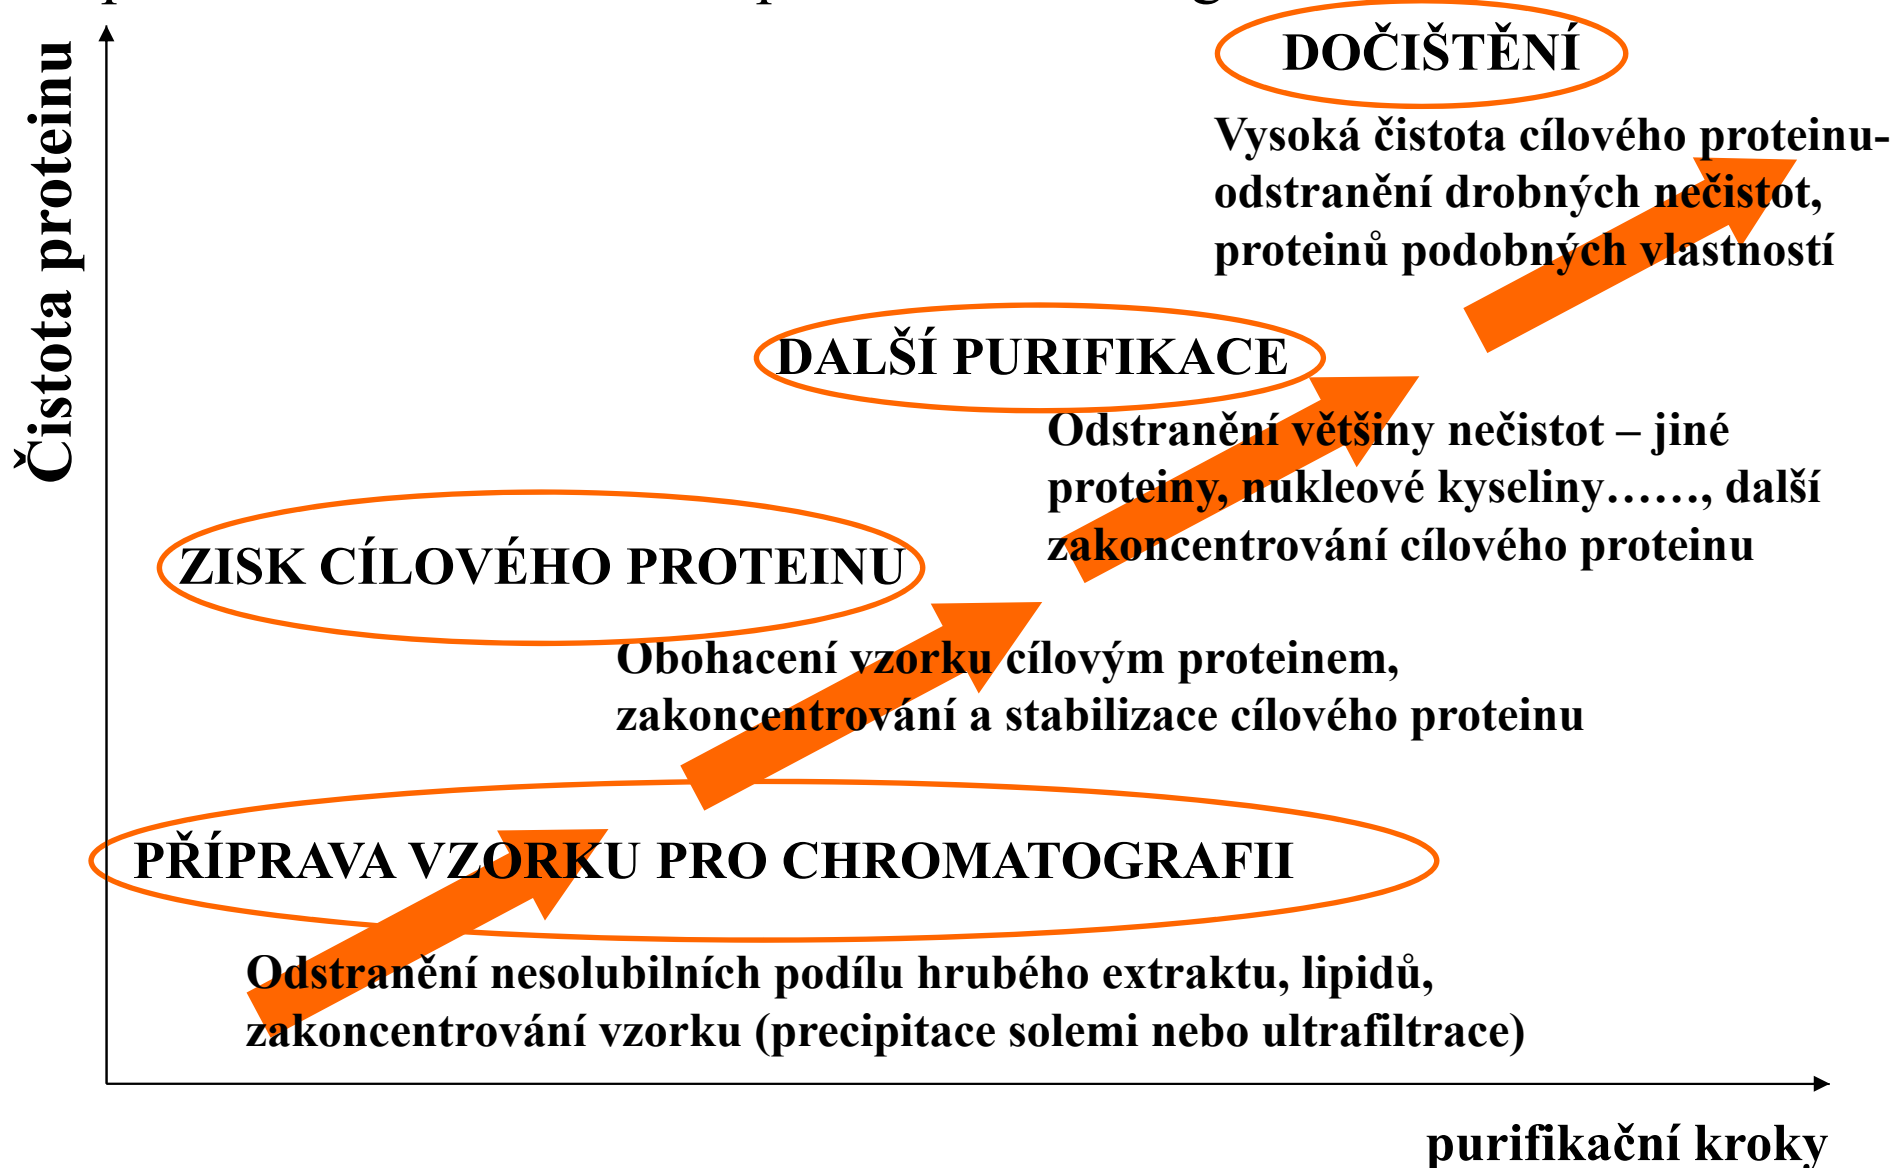 DOČIŠTĚNÍ
Vysoká čistota cílového proteinu-
odstranění drobných nečistot,
proteinů podobných vlastností
Čistota proteinu
DALŠÍ PURIFIKACE
Odstranění většiny nečistot – jiné
proteiny, nukleové kyseliny……, další
zakoncentrování cílového proteinu
ZISK CÍLOVÉHO PROTEINU
Obohacení vzorku cílovým proteinem,
zakoncentrování a stabilizace cílového proteinu
PŘÍPRAVA VZORKU PRO CHROMATOGRAFII
Odstranění nesolubilních podílu hrubého extraktu, lipidů,
zakoncentrování vzorku (precipitace solemi nebo ultrafiltrace)
purifikační kroky